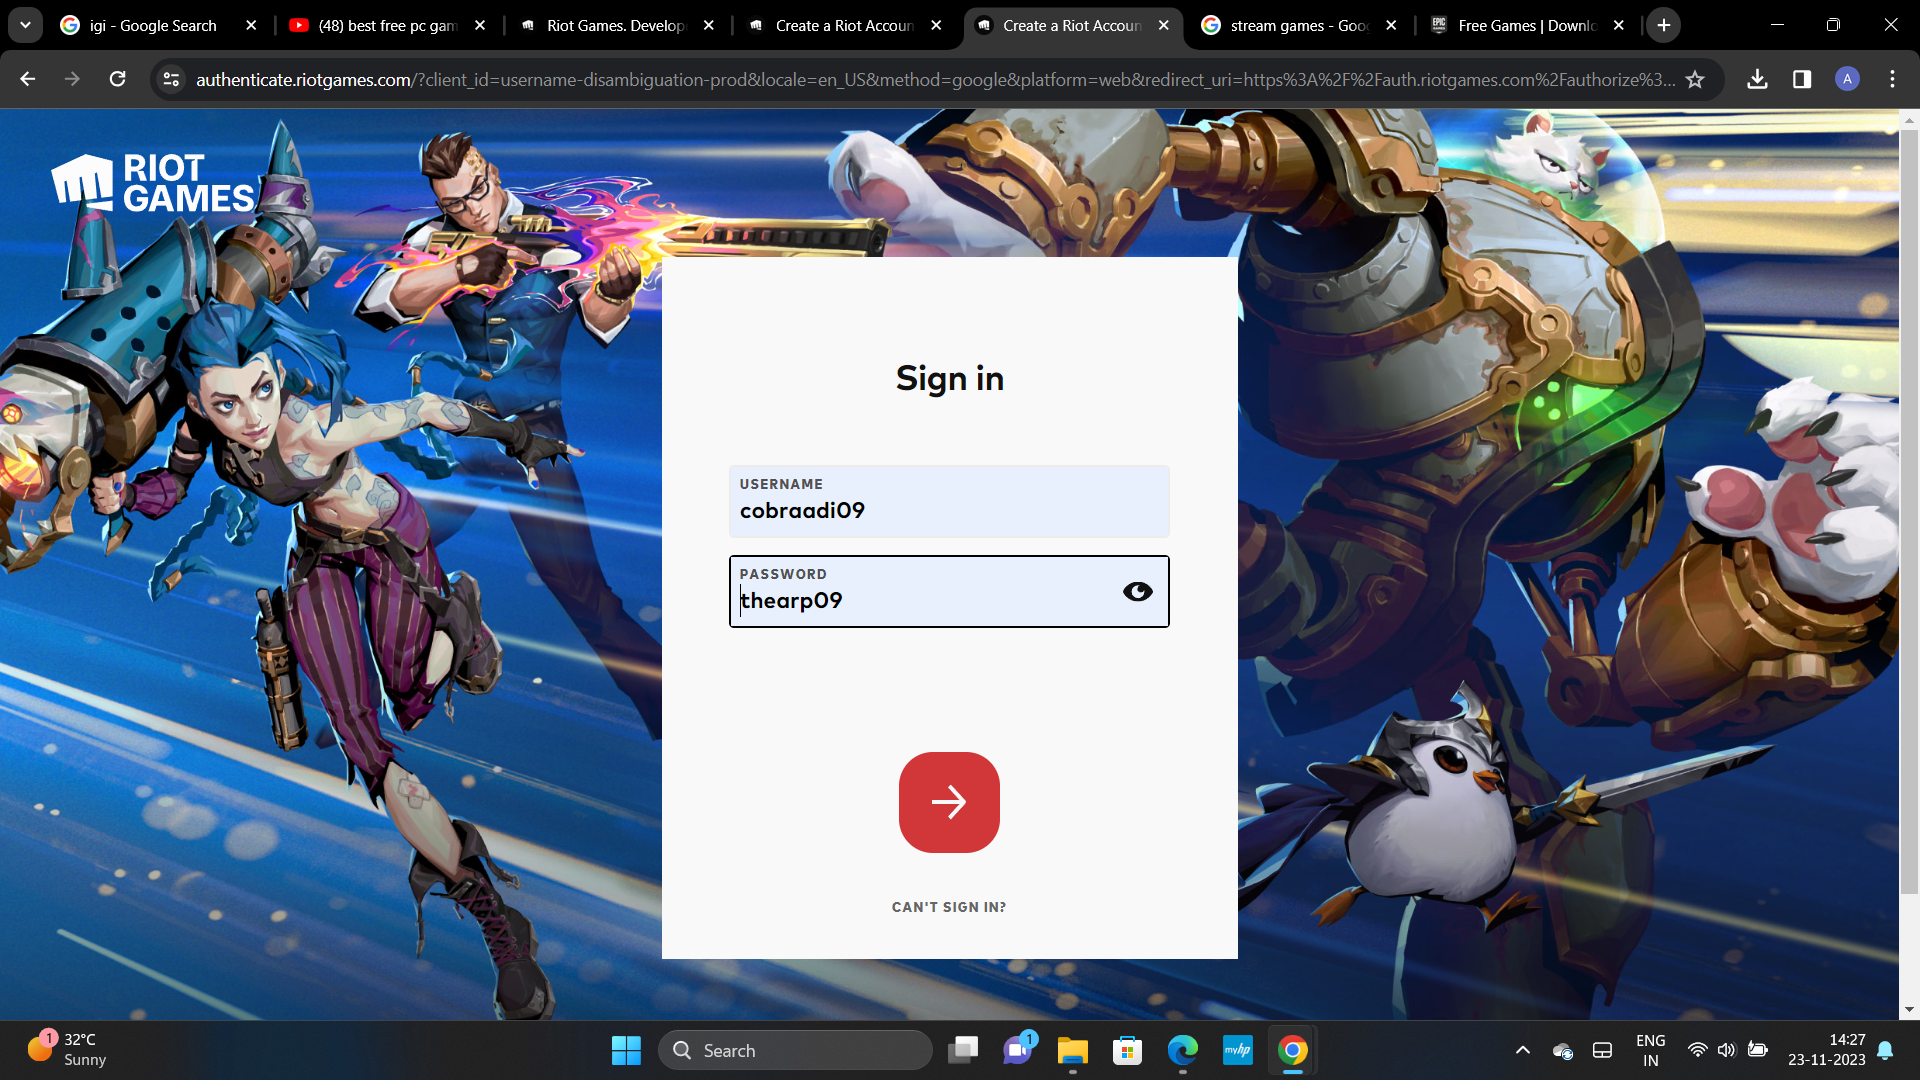 igi - Google Search
(48) best free pc gam
Riot Games. Develop
Create a Riot Accoun
Create a Riot Accoun
stream games - Goo
Free Games | Downlo
authenticate.riotgames.com/?client_id=username-disambiguation-prod&locale=en_US&method=google&platform=web&redirect_uri=https%3A%2F%2Fauth.riotgames.com%2Fauthorize%3...
A
RIOT
GAMES
Sign in
USERNAME
cobraadi09
PASSWORD
thearp09
CAN'T SIGN IN?
1
32°C
Sunny
Search
1
myhp
ENG
IN
14:27
23-11-2023